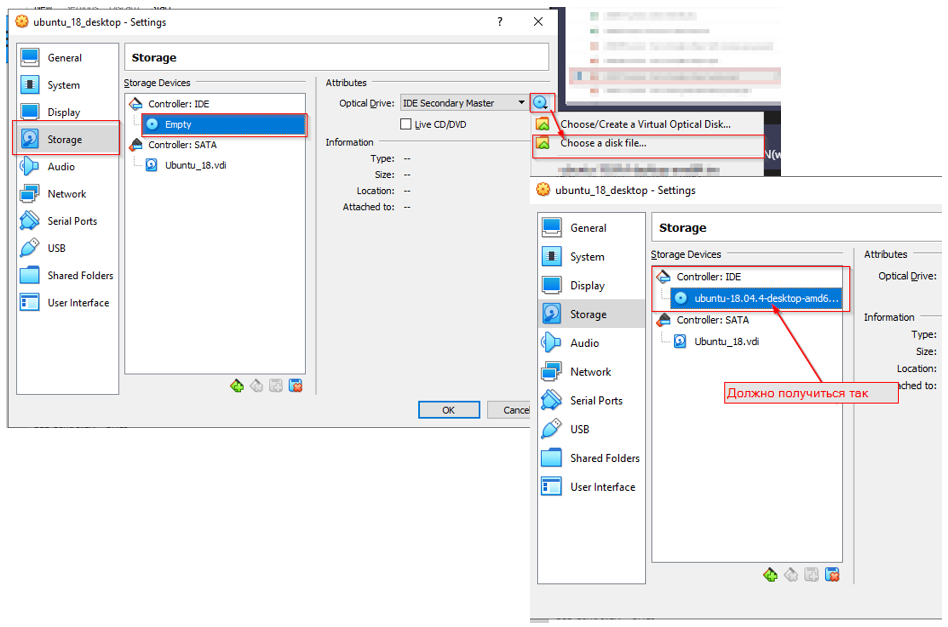 ubuntu_18_desktop - Settings
?
General
System
Display
Storage
Audio
Network
Serial Ports
USB
Shared Folders
User Interface
Storage
Storage Devices
Controller: IDE
Empty
Controller: SATA
Ubuntu_18.vdi
Attributes
Optical Drive: IDE Secondary Master
Live CD/DVD
Information
Type: --
Size: --
Location: --
Attached to: --
OK
Cance
Choose/Create a Virtual Optical Disk...
Choose a disk file...
ubuntu_18_desktop - Settings
General
System
Display
Storage
Audio
Network
Serial Ports
USB
Shared Folders
User Interface
Storage
Storage Devices
Controller: IDE
ubuntu-18.04.4-desktop-amd6...
Controller: SATA
Ubuntu_18.vdi
Attributes
Optical Drive:
Information
Type:
Size:
Location:
ached to:
Должно получиться так